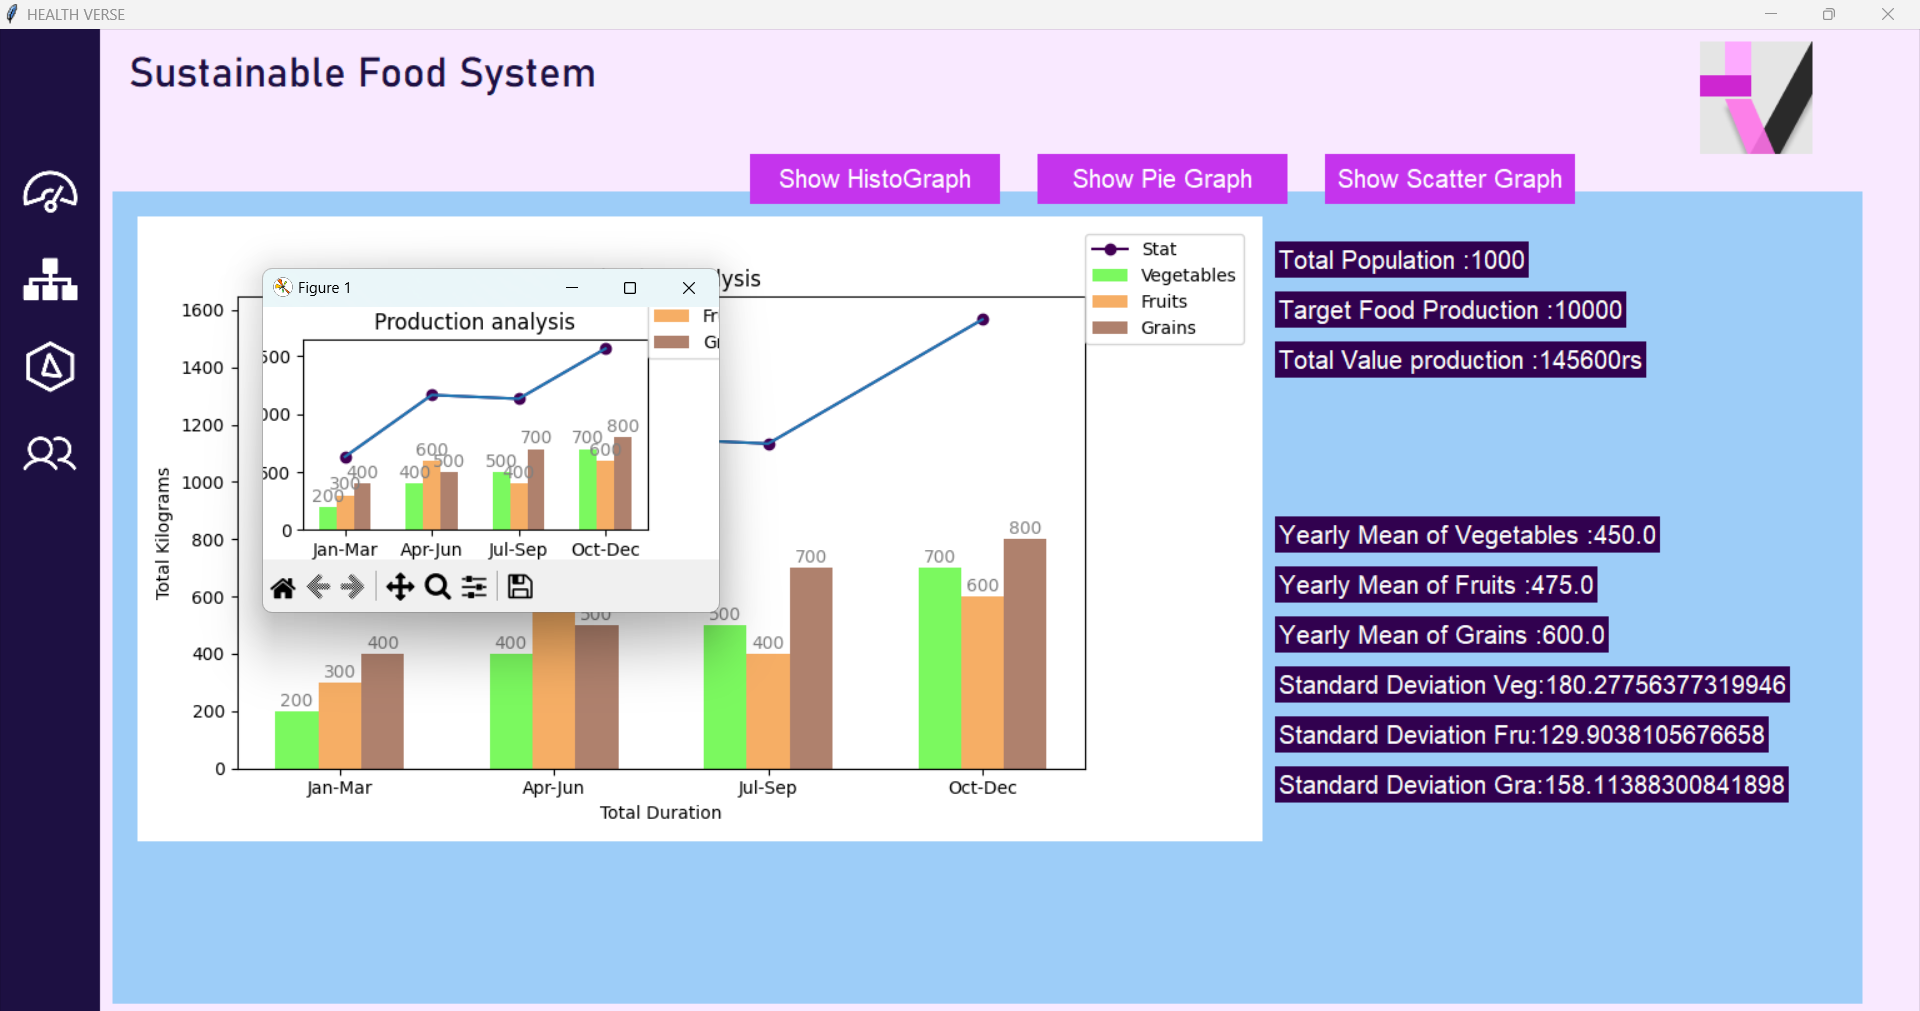 HEALTH VERSE
Sustainable Food System
Show HistoGraph
Show Pie Graph
Show Scatter Graph
Stat
Vegetables
Fruits
Grains
Total Kilograms
1600
1400
1200
1000
800
600
400
200
0
200
300
400
400
500
500
400
700
700
600
800
Jan-Mar
Apr-Jun
Jul-Sep
Oct-Dec
Total Duration
Figure 1
Production analysis
0
200
300
400
400
600
500
500
400
700
700
600
800
Jan-Mar
Apr-Jun
Jul-Sep
Oct-Dec
Total Population :1000
Target Food Production :10000
Total Value production :145600rs
Yearly Mean of Vegetables :450.0
Yearly Mean of Fruits :475.0
Yearly Mean of Grains :600.0
Standard Deviation Veg:180.27756377319946
Standard Deviation Fru:129.9038105676658
Standard Deviation Gra:158.11388300841898